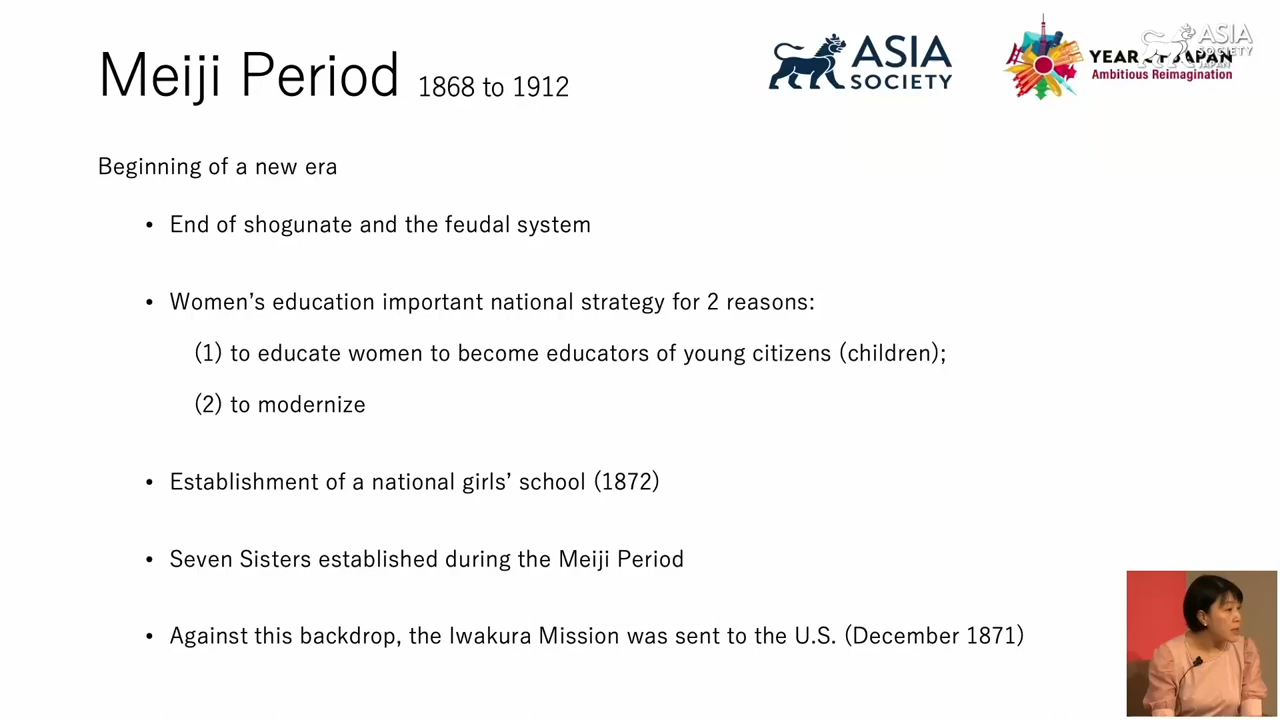 Meiji Period 1868 to 1912
ASIA
SOCIETY
YEAR OF JAPAN
Ambitious Reimagination
ASIA
SOCIETY
JAPAN
Beginning of a new era
• End of shogunate and the feudal system
• Women’s education important national strategy for 2 reasons:
(1) to educate women to become educators of young citizens (children);
(2) to modernize
• Establishment of a national girls’ school (1872)
• Seven Sisters established during the Meiji Period
• Against this backdrop, the Iwakura Mission was sent to the U.S. (December 1871)